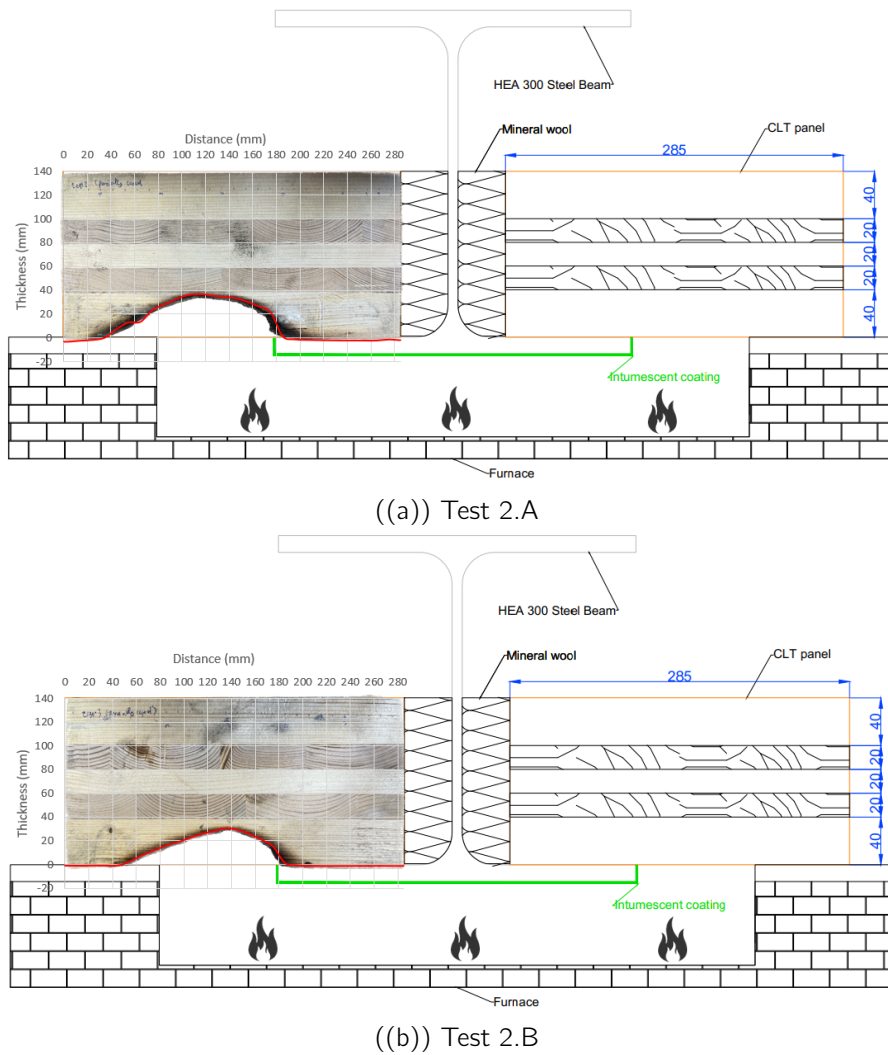 HEA 300 Steel Beam
Mineral wool
CLT panel
Distance (mm)
0 20 40 60 80 100 120 140 160 180 200 220 240 260 280
285
140
120
100
80
60
40
20
0
-20
Thickness (mm)
40
20
20
20
40
Intumescent coating
Furnace
((a)) Test 2.A
HEA 300 Steel Beam
Mineral wool
CLT panel
Distance (mm)
0 20 40 60 80 100 120 140 160 180 200 220 240 260 280
285
140
120
100
80
60
40
20
0
-20
Thickness (mm)
40
20
20
20
40
Intumescent coating
Furnace
((b)) Test 2.B